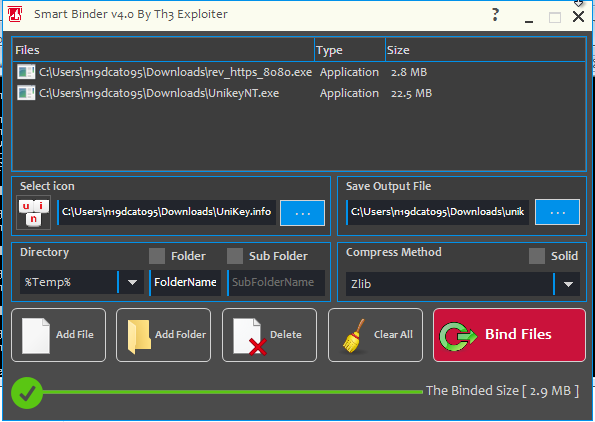 Smart Binder v4.0 By Th3 Exploiter ?
Files Type Size
C:\Users\n19dcat095\Downloads\rev_https_8080.exe Application 2.8 MB
C:\Users\n19dcat095\Downloads\UnikeyNT.exe Application 22.5 MB
Select icon Save Output File
u i n C:\Users\n19dcat095\Downloads\UniKey.info ... C:\Users\n19dcat095\Downloads\unik ...
Directory Folder Sub Folder Compress Method Solid
%Temp% FolderName SubFolderName Zlib
Add File Add Folder Delete Clear All Bind Files
The Binded Size [ 2.9 MB ]